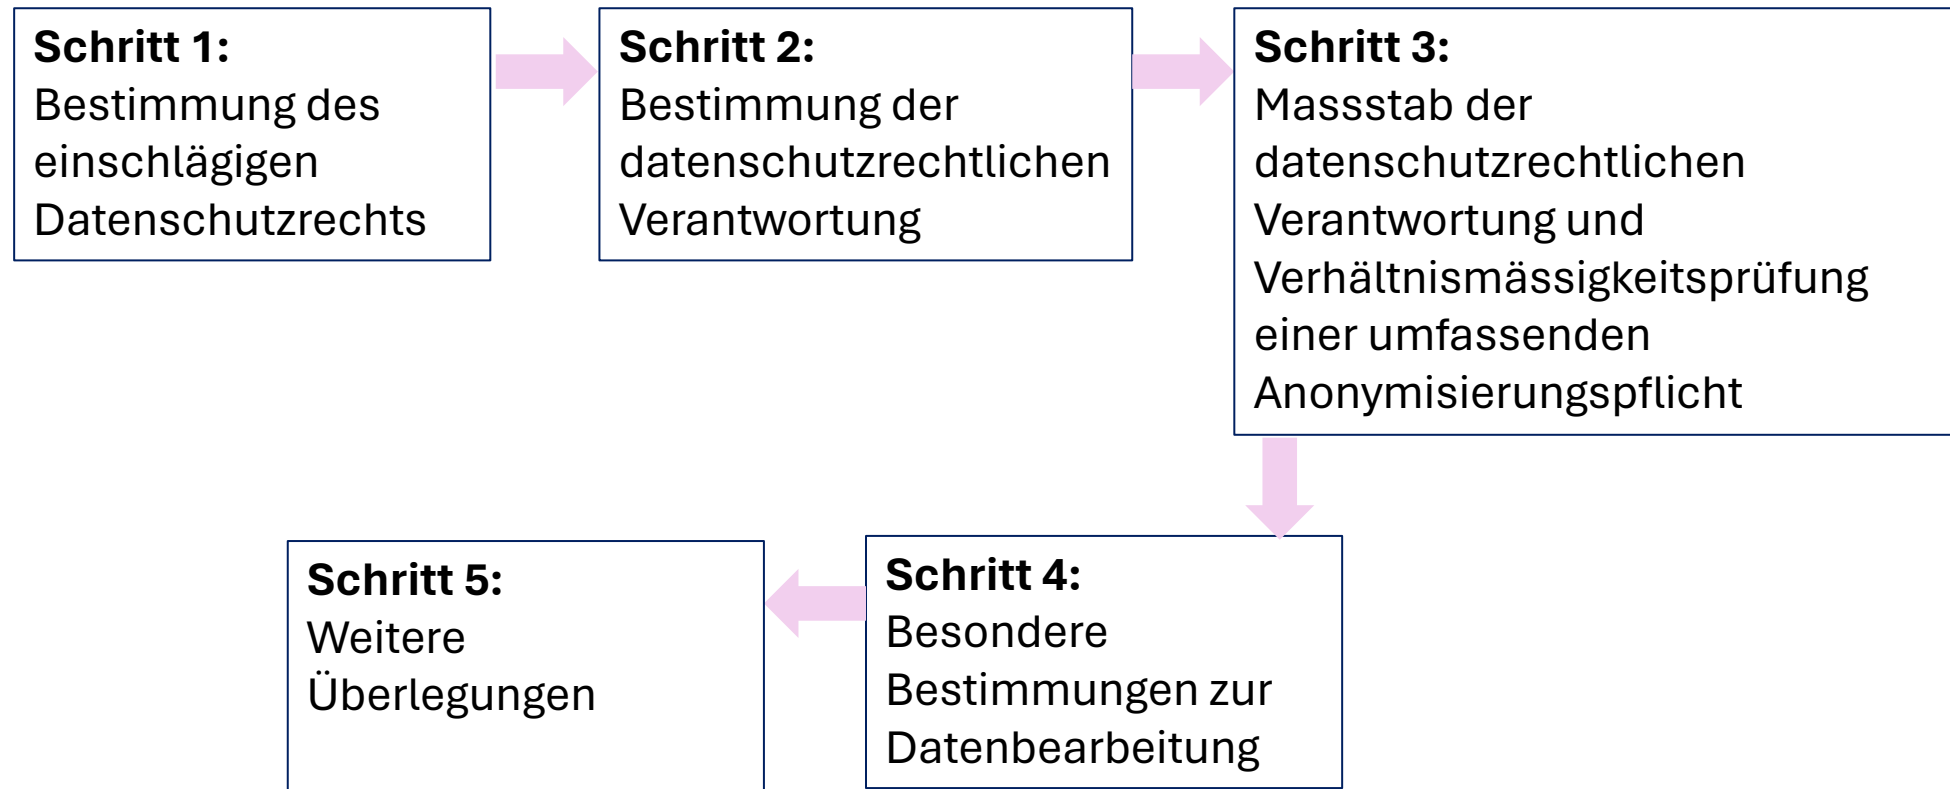 Schritt 1:
Bestimmung des
einschlägigen
Datenschutzrechts
Schritt 2:
Bestimmung der
datenschutzrechtlichen
Verantwortung
Schritt 3:
Massstab der
datenschutzrechtlichen
Verantwortung und
Verhältnismässigkeitsprüfung
einer umfassenden
Anonymisierungspflicht
Schritt 4:
Besondere
Bestimmungen zur
Datenbearbeitung
Schritt 5:
Weitere
Überlegungen